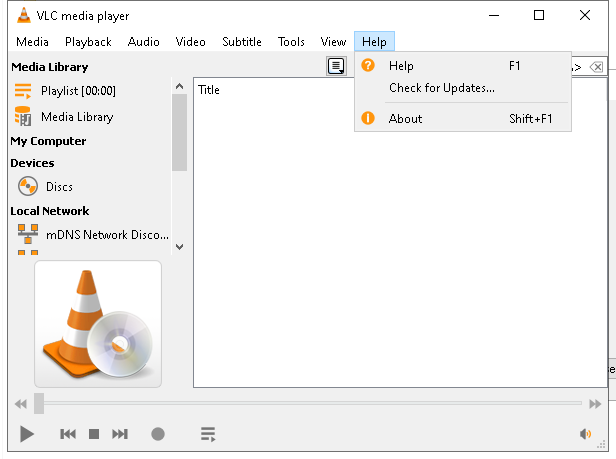 VLC media player
Media Playback Audio Video Subtitle Tools View Help
Media Library
Playlist [00:00]
Media Library
My Computer
Devices
Discs
Local Network
mDNS Network Disco...
Title
Help F1
Check for Updates...
About Shift+F1